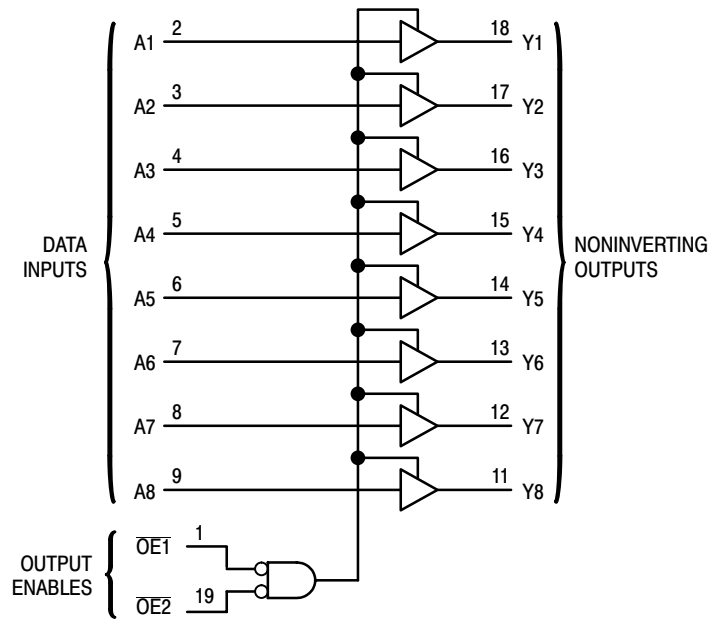 A1 2 18 Y1
A2 3 17 Y2
A3 4 16 Y3
A4 5 15 Y4
DATA
INPUTS
NONINVERTING
OUTPUTS
A5 6 14 Y5
A6 7 13 Y6
A7 8 12 Y7
A8 9 11 Y8
OUTPUT
ENABLES
O̅E̅1̅ 1
O̅E̅2̅ 19